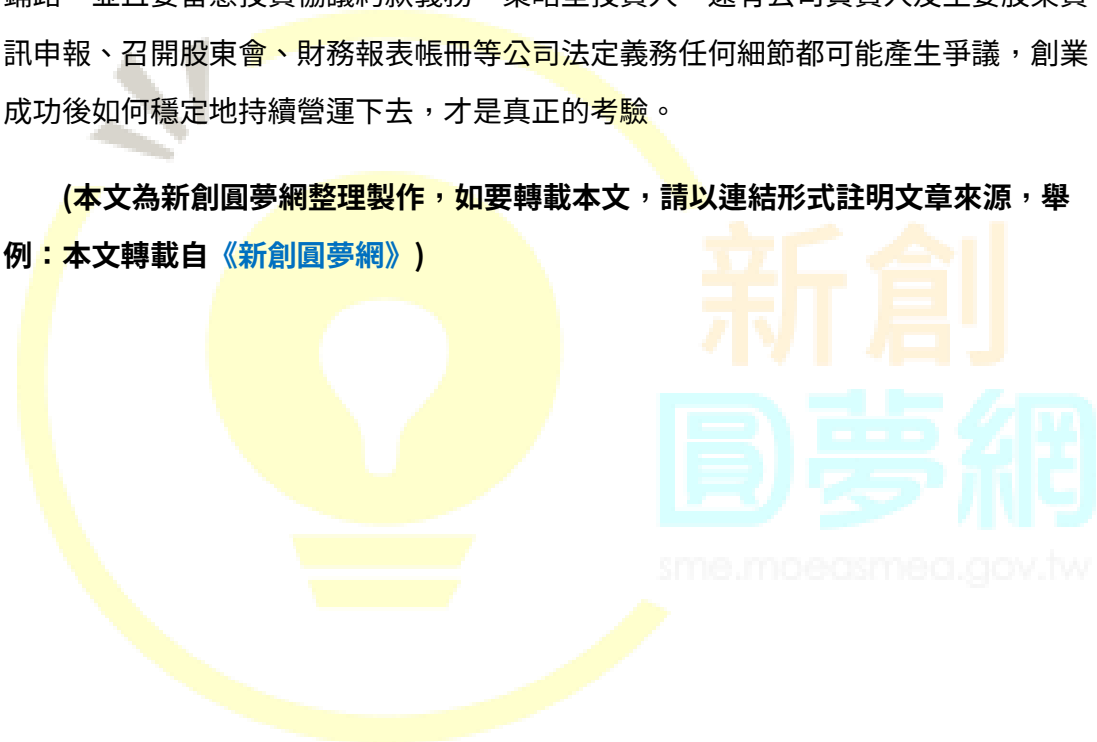 訊申報、召開股東會、財務報表帳冊等公司法定義務任何細節都可能產生爭議，創業
成功後如何穩定地持續營運下去，才是真正的考驗。
(本文為新創圓夢網整理製作，如要轉載本文，請以連結形式註明文章來源，舉
例：本文轉載自《新創圓夢網》)
新創
圓夢網
sme.moeasmea.gov.tw